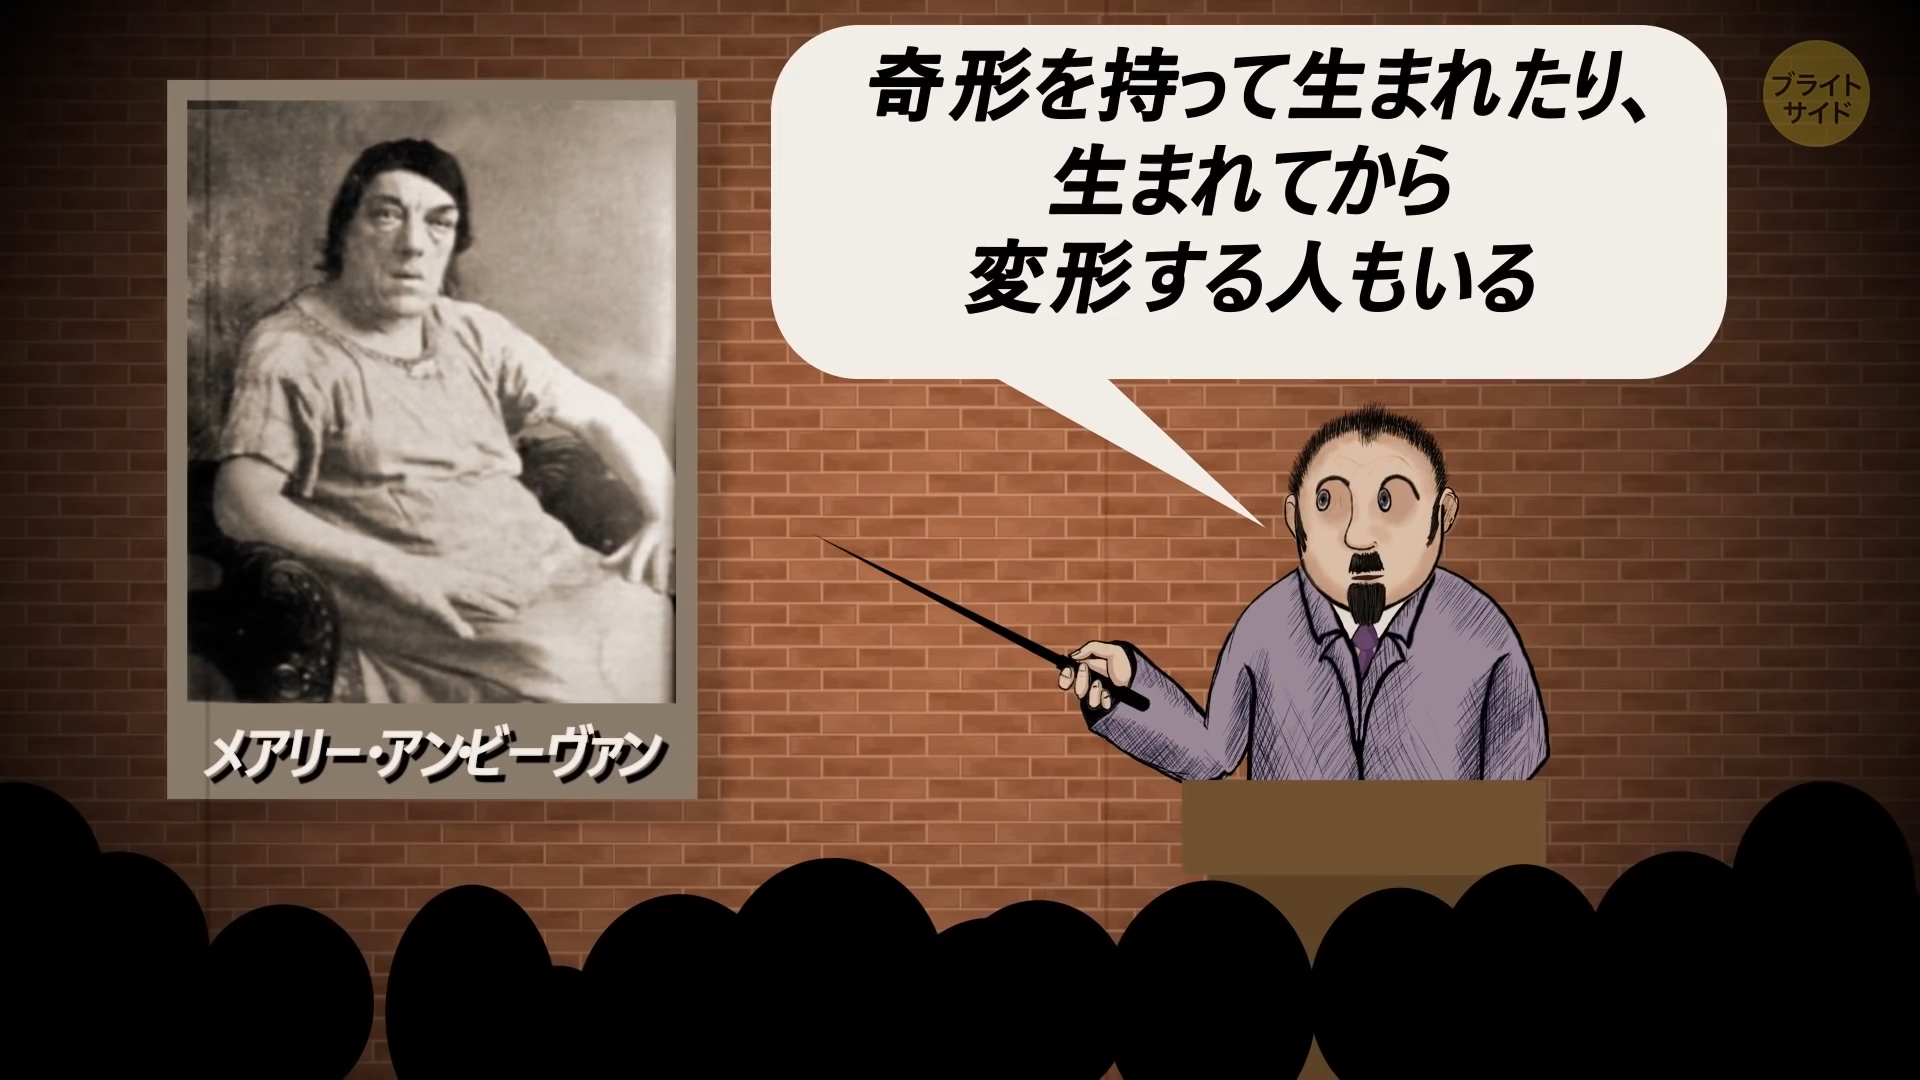 奇形を持って生まれたり、
生まれてから
変形する人もいる
ブライト
サイド
メアリー・アン・ビーヴァン